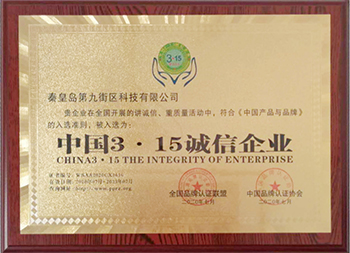 3·15
秦皇岛第九街区科技有限公司
贵企业在全国开展的讲诚信、重质量活动中，符合《中国产品与品牌》
的入选准则，被入选为：
中国3·15诚信企业
CHINA3·15 THE INTEGRITY OF ENTERPRISE
全国品牌认证联盟
中国品牌认证协会